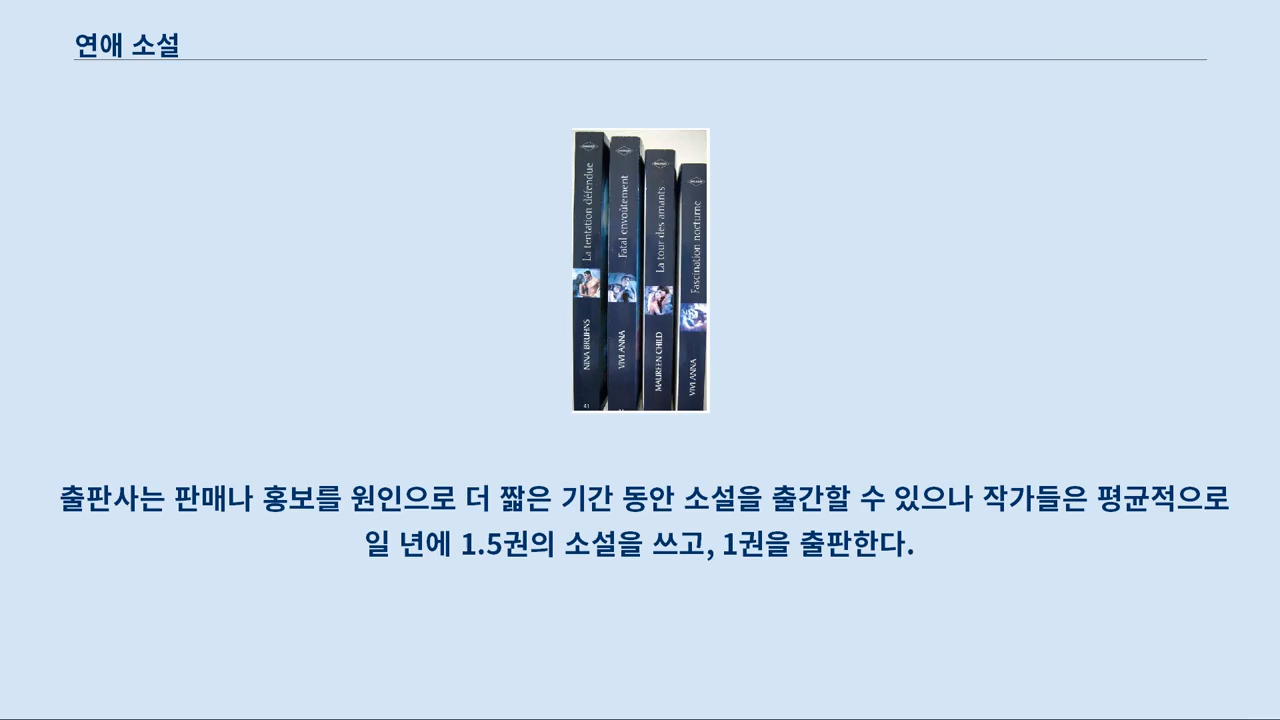 연애 소설
La tentation défendue
NINA BRUHNS
Fatal envoûtement
VIVI ANNA
La tour des amants
MAUREEN CHILD
Fascination nocturne
VIVI ANNA
출판사는 판매나 홍보를 원인으로 더 짧은 기간 동안 소설을 출간할 수 있으나 작가들은 평균적으로
일 년에 1.5권의 소설을 쓰고, 1권을 출판한다.